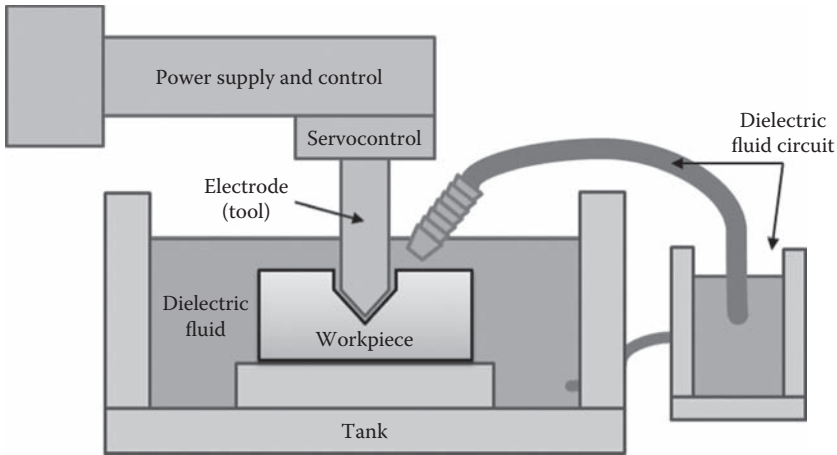 Power supply and control
Servocontrol
Dielectric
fluid circuit
Electrode
(tool)
Dielectric
fluid
Workpiece
Tank